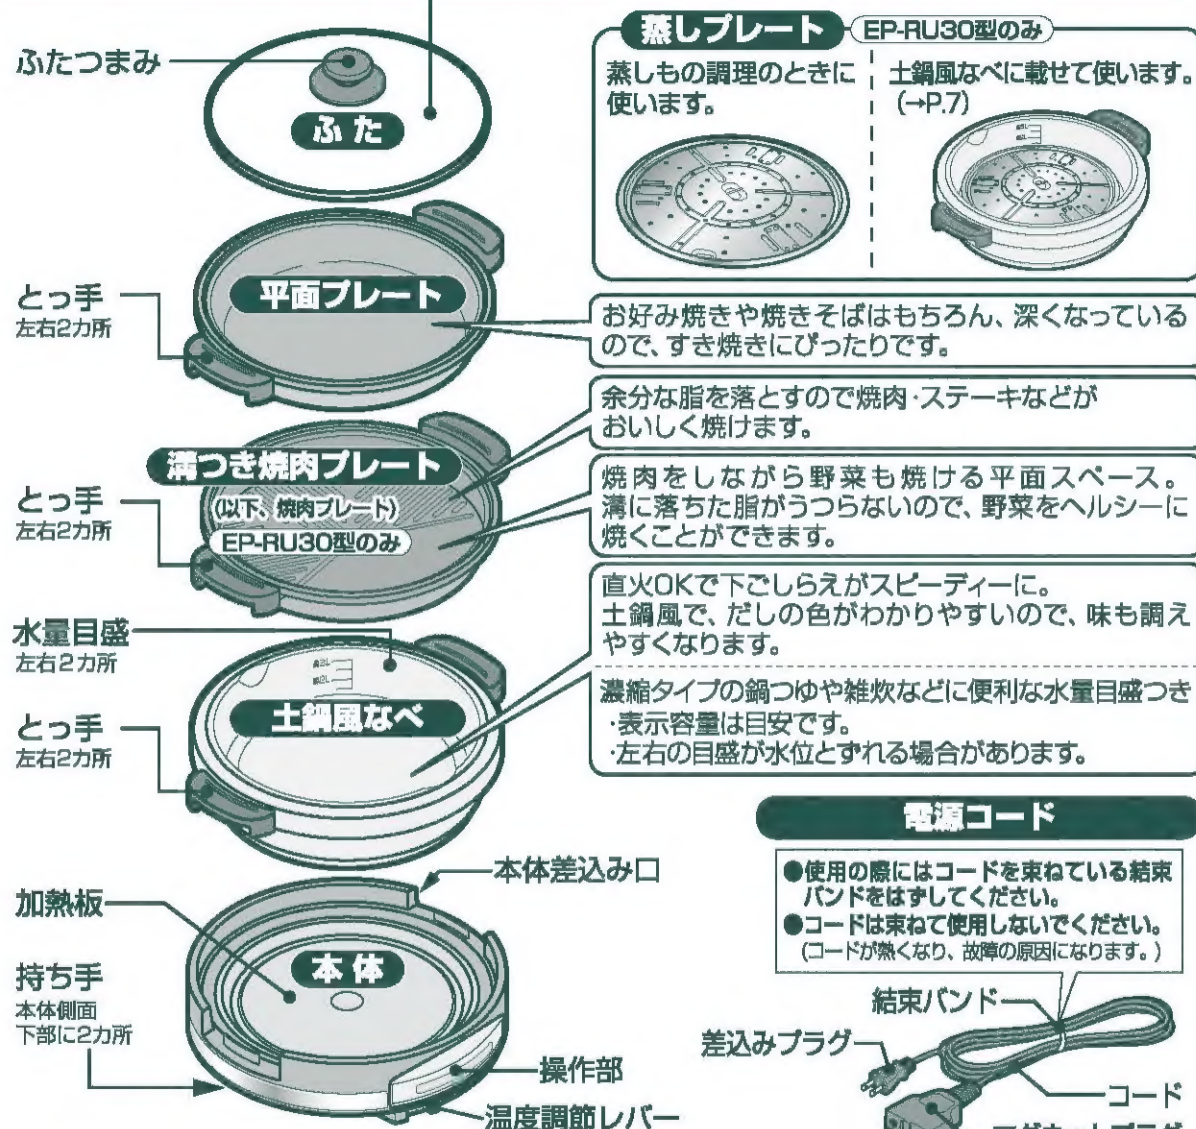 ふたつまみ
ふた
平面プレート
とっ手
左右2カ所
溝つき焼肉プレート
(以下、焼肉プレート)
EP-RU30型のみ
とっ手
左右2カ所
水量目盛
左右2カ所
土鍋風なべ
とっ手
左右2カ所
本体差込み口
加熱板
本体
持ち手
本体側面
下部に2カ所
操作部
温度調節レバー
蒸しプレート EP-RU30型のみ
蒸しもの調理のときに
使います。
土鍋風なべに載せて使います。
(→P.7)
お好み焼きや焼きそばはもちろん、深くなっている
ので、すき焼きにぴったりです。
余分な脂を落とすので焼肉・ステーキなどが
おいしく焼けます。
焼肉をしながら野菜も焼ける平面スペース。
溝に落ちた脂がうつらないので、野菜をヘルシーに
焼くことができます。
直火OKで下ごしらえがスピーディーに。
土鍋風で、だしの色がわかりやすいので、味も調え
やすくなります。
濃縮タイプの鍋つゆや雑炊などに便利な水量目盛つき
・表示容量は目安です。
・左右の目盛が水位とずれる場合があります。
電源コード
●使用の際にはコードを束ねている結束
バンドをはずしてください。
●コードは束ねて使用しないでください。
(コードが熱くなり、故障の原因になります。)
結束バンド
差込みプラグ
コード
マグネットプラグ